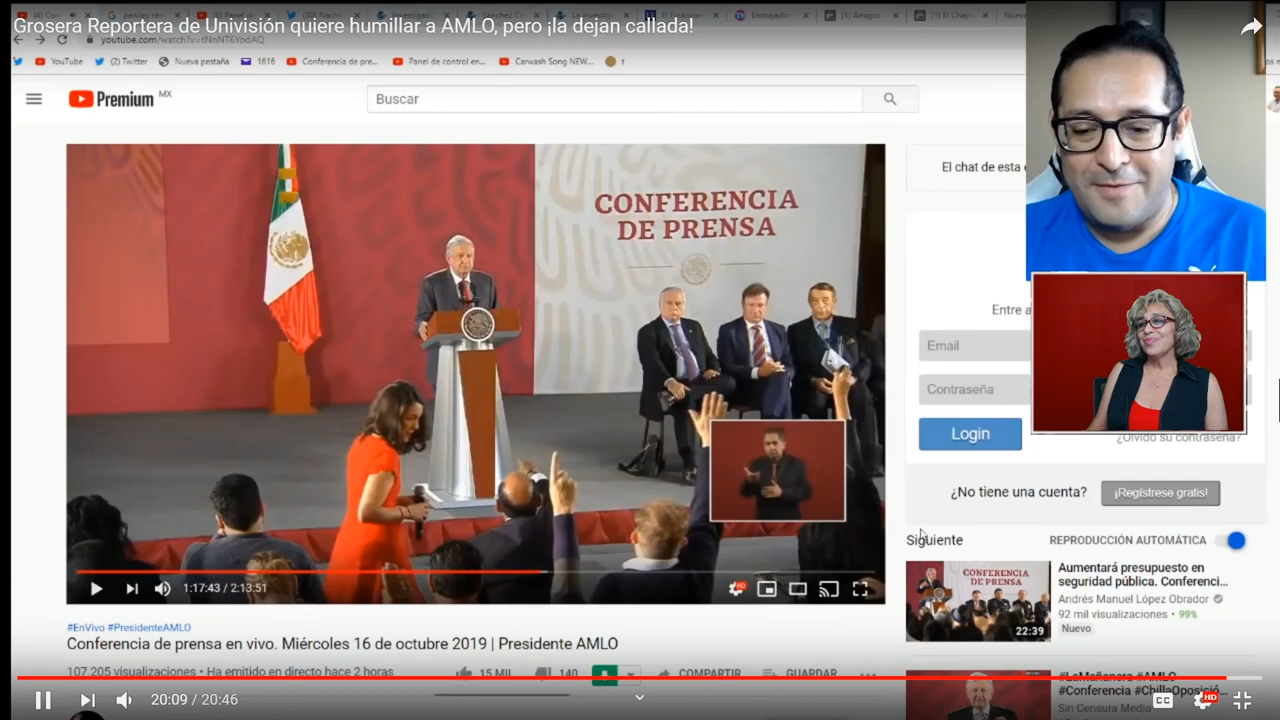 Grosera Reportera de Univisión quiere humillar a AMLO, pero ¡la dejan callada!
YouTube
(2) Twitter
Nueva pestaña
1616
Conferencia de pre...
Panel de control en...
Carwash Song NEW...
Premium MX
Buscar
CONFERENCIA
DE PRENSA
El chat de esta
Entre a
Email
Contraseña
Login
¿Olvidó su contraseña?
¿No tiene una cuenta?
¡Regístrese gratis!
Siguiente
REPRODUCCIÓN AUTOMÁTICA
CONFERENCIA
DE PRENSA
22:39
Aumentará presupuesto en
seguridad pública. Conferenci...
Andrés Manuel López Obrador
92 mil visualizaciones • 99%
Nuevo
1:17:43 / 2:13:51
HD
#EnVivo #PresidenteAMLO
Conferencia de prensa en vivo. Miércoles 16 de octubre 2019 | Presidente AMLO
107,205 visualizaciones • Ha emitido en directo hace 2 horas
15 MIL
140
COMPARTIR
GUARDAR
#LaMañanera #AMLO
#Conferencia #ChillaOposició...
Sin Censura Media
20:09 / 20:46
CC
HD